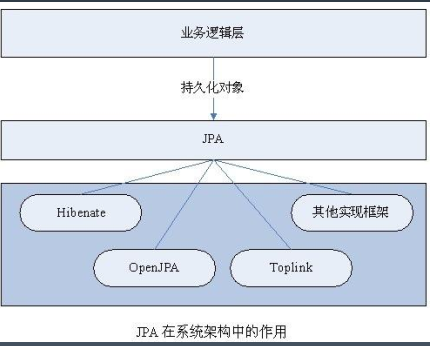 业务逻辑层
持久化对象
JPA
Hibenate
其他实现框架
OpenJPA
Toplink
JPA 在系统架构中的作用